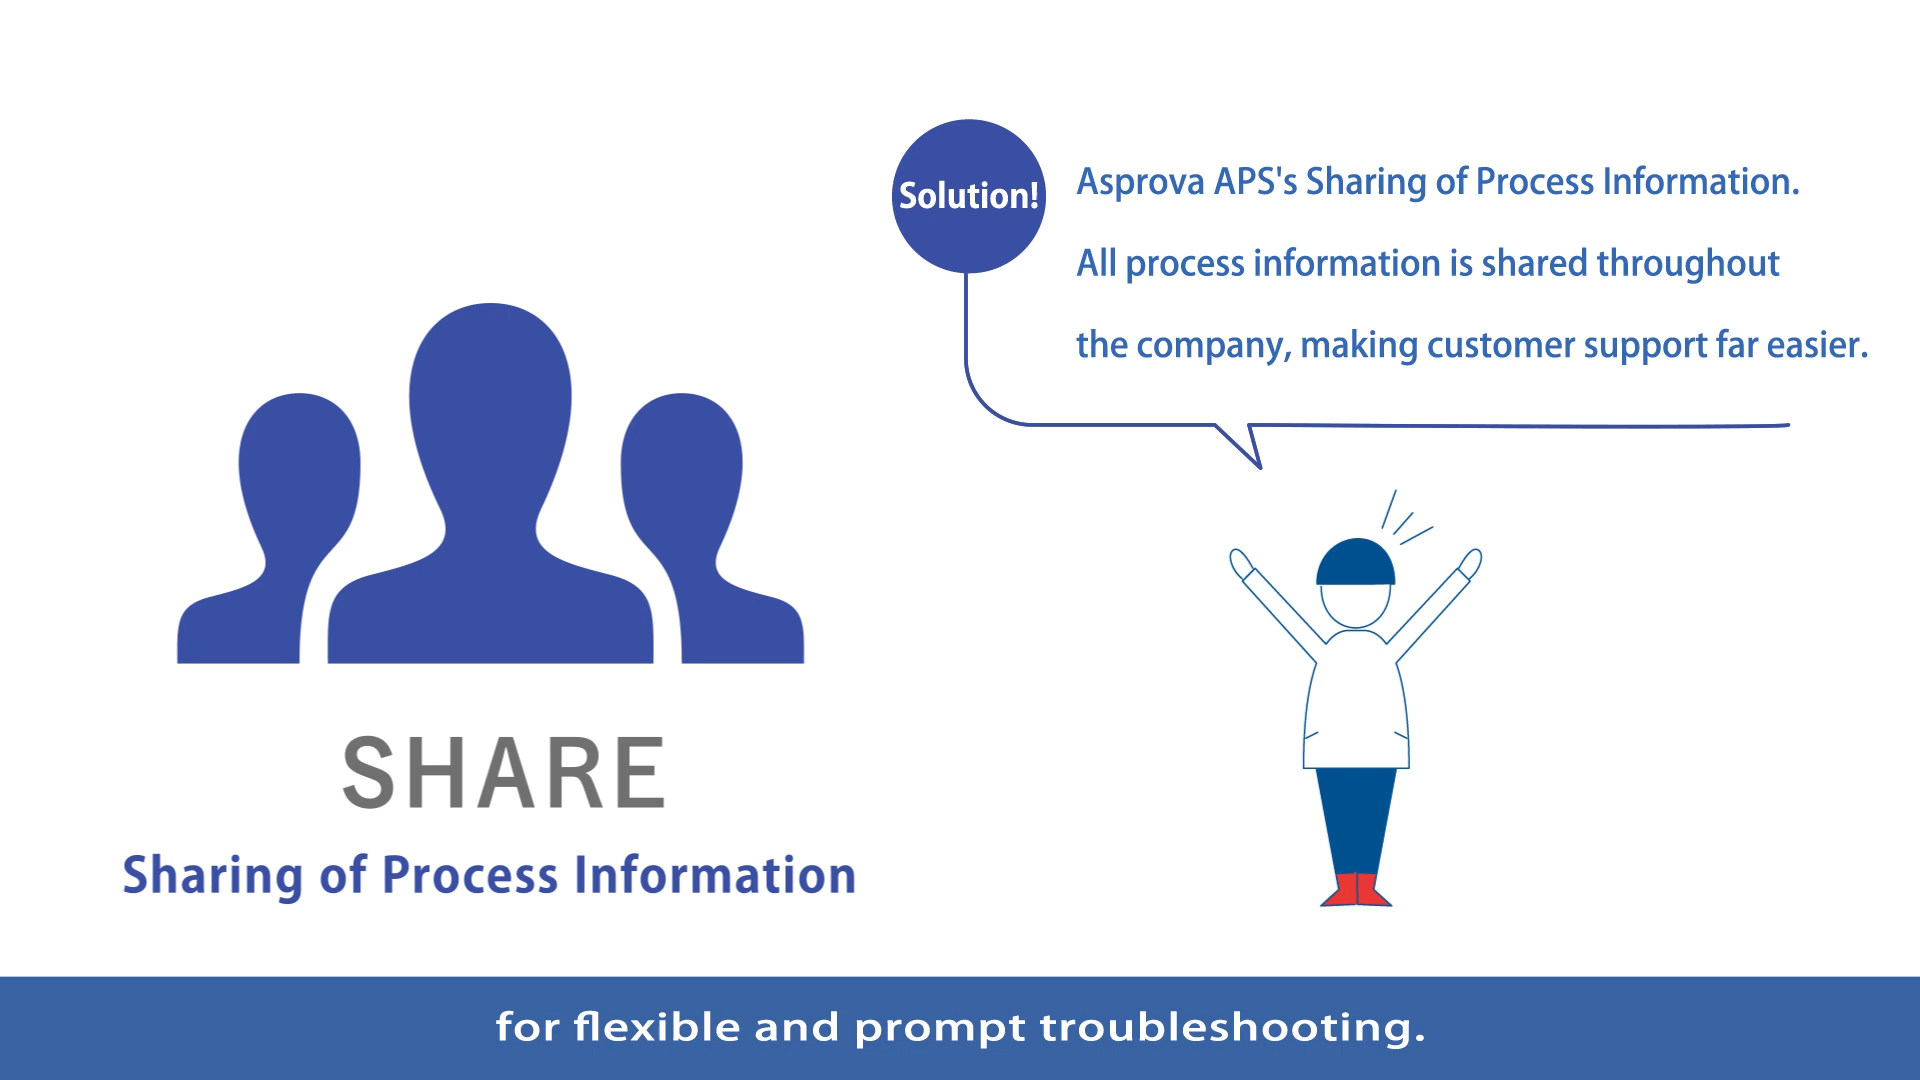 Solution!
Asprova APS's Sharing of Process Information.
All process information is shared throughout
the company, making customer support far easier.
SHARE
Sharing of Process Information
for flexible and prompt troubleshooting.